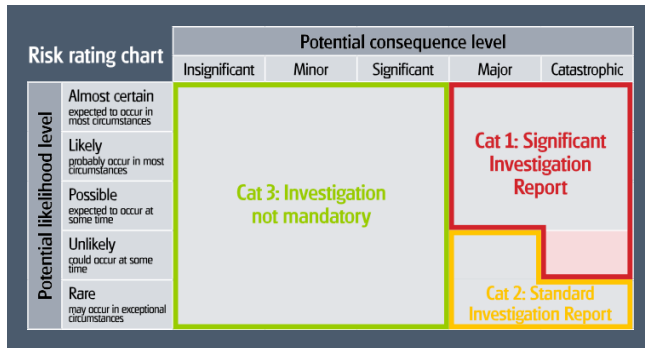 Risk rating chart
Potential consequence level
Insignificant
Minor
Significant
Major
Catastrophic
Potential likelihood level
Almost certain
expected to occur in
most circumstances
Likely
probably occur in most
circumstances
Possible
expected to occur at
some time
Unlikely
could occur at some
time
Rare
may occur in exceptional
circumstances
Cat 3: Investigation
not mandatory
Cat 1: Significant
Investigation
Report
Cat 2: Standard
Investigation Report